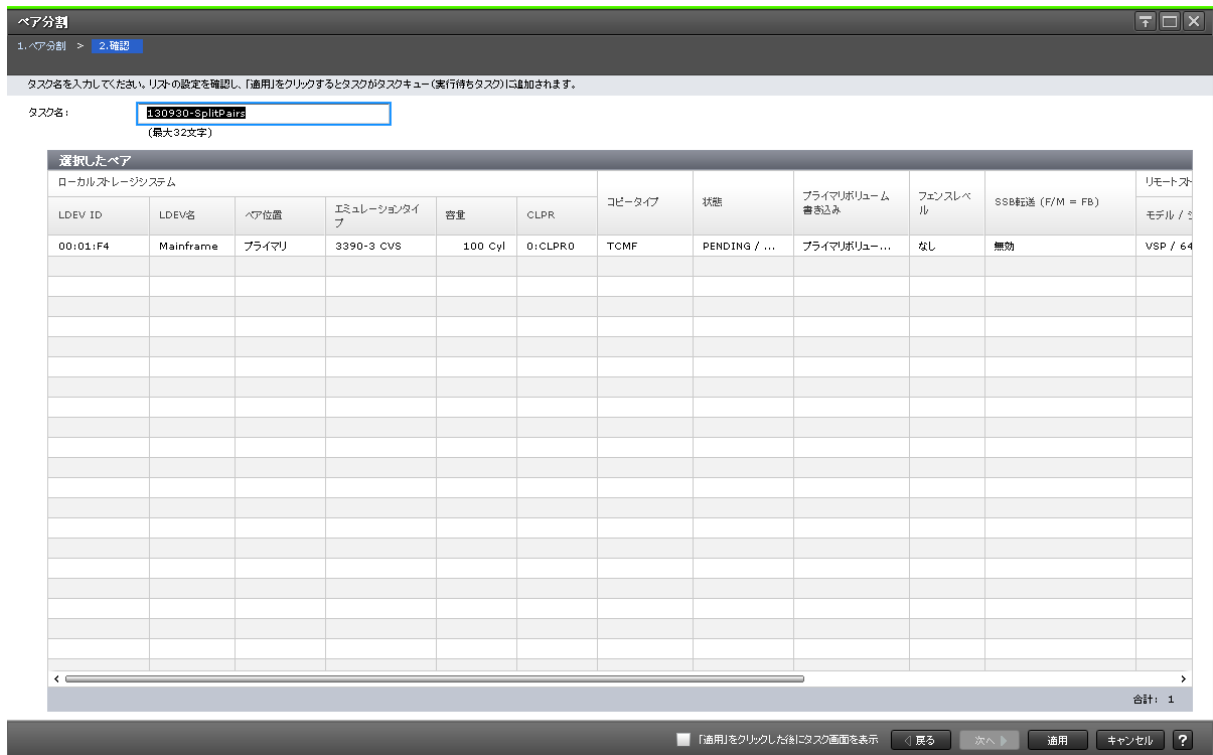 ペア分割
1.ペア分割 > 2.確認
タスク名を入力してください。リストの設定を確認し、「適用」をクリックするとタスクがタスクキュー(実行待ちタスク)に追加されます。
タスク名: 130930-SplitPairs
(最大32文字)
選択したペア
ローカルストレージシステム コピータイプ 状態 プライマリボリューム書き込み フェンスレベル SSB転送 (F/M = FB) リモートスト
LDEV ID LDEV名 ペア位置 エミュレーションタイプ 容量 CLPR モデル /
00:01:F4 Mainframe プライマリ 3390-3 CVS 100 Cyl 0:CLPR0 TCMF PENDING / ... プライマリボリュー... なし 無効 VSP / 64
合計: 1
「適用」をクリックした後にタスク画面を表示 戻る 次へ 適用 キャンセル ?